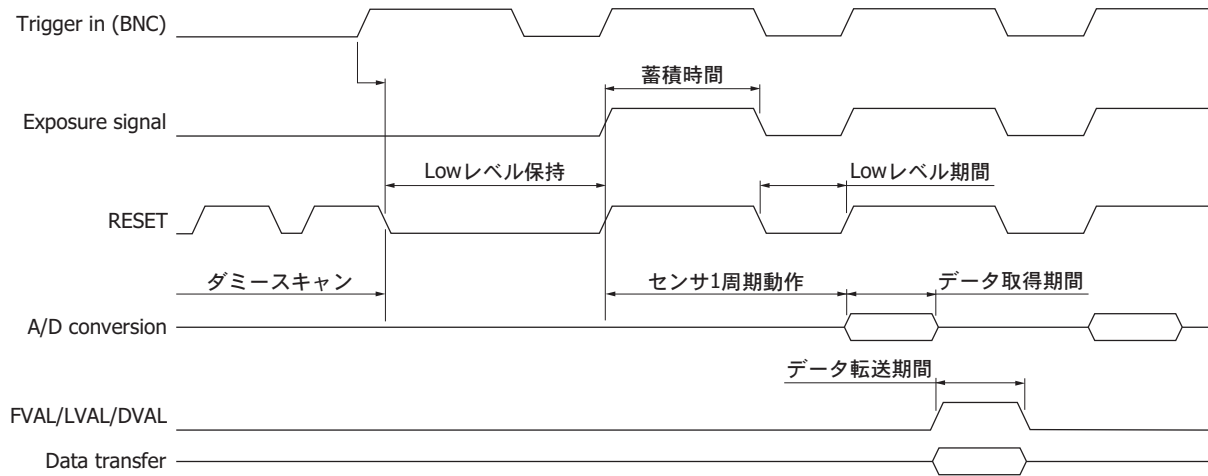 Trigger in (BNC)
蓄積時間
Exposure signal
Lowレベル保持
Lowレベル期間
RESET
ダミースキャン
センサ1周期動作
データ取得期間
A/D conversion
データ転送期間
FVAL/LVAL/DVAL
Data transfer